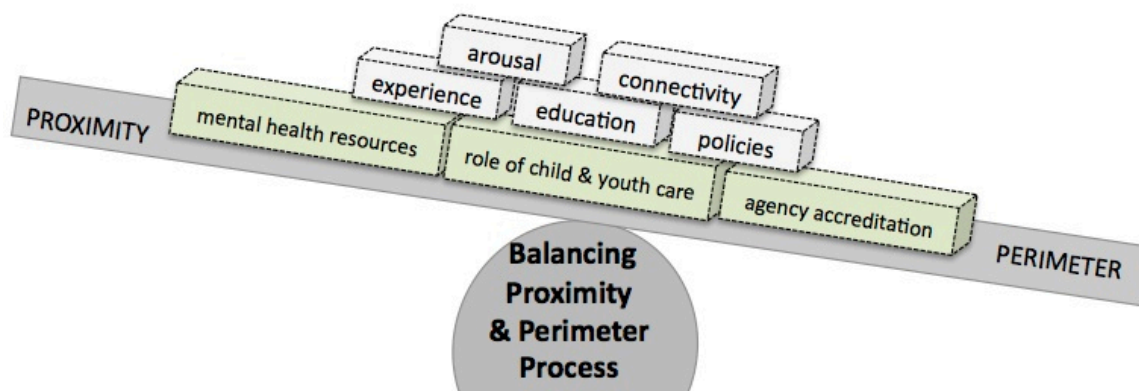 arousal
connectivity
experience
education
policies
PROXIMITY
mental health resources
role of child & youth care
agency accreditation
PERIMETER
Balancing
Proximity
& Perimeter
Process